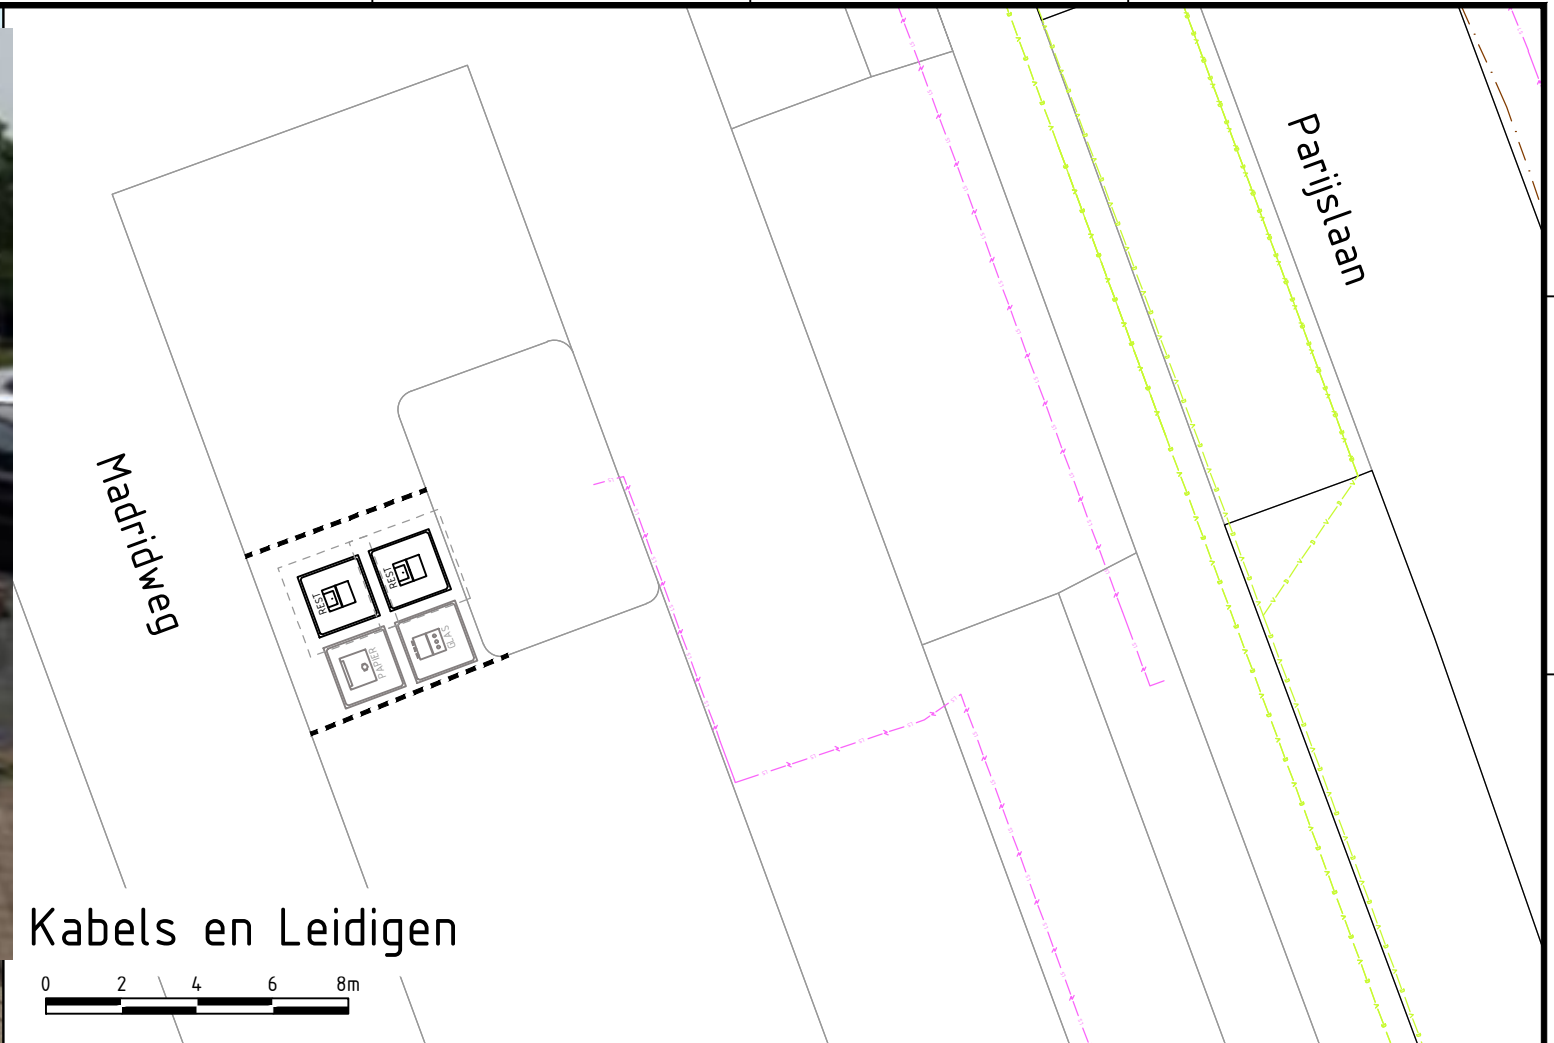 Parijslaan
Madridweg
REST
REST
PAPIER
GLAS
Kabels en Leidigen
0 2 4 6 8m